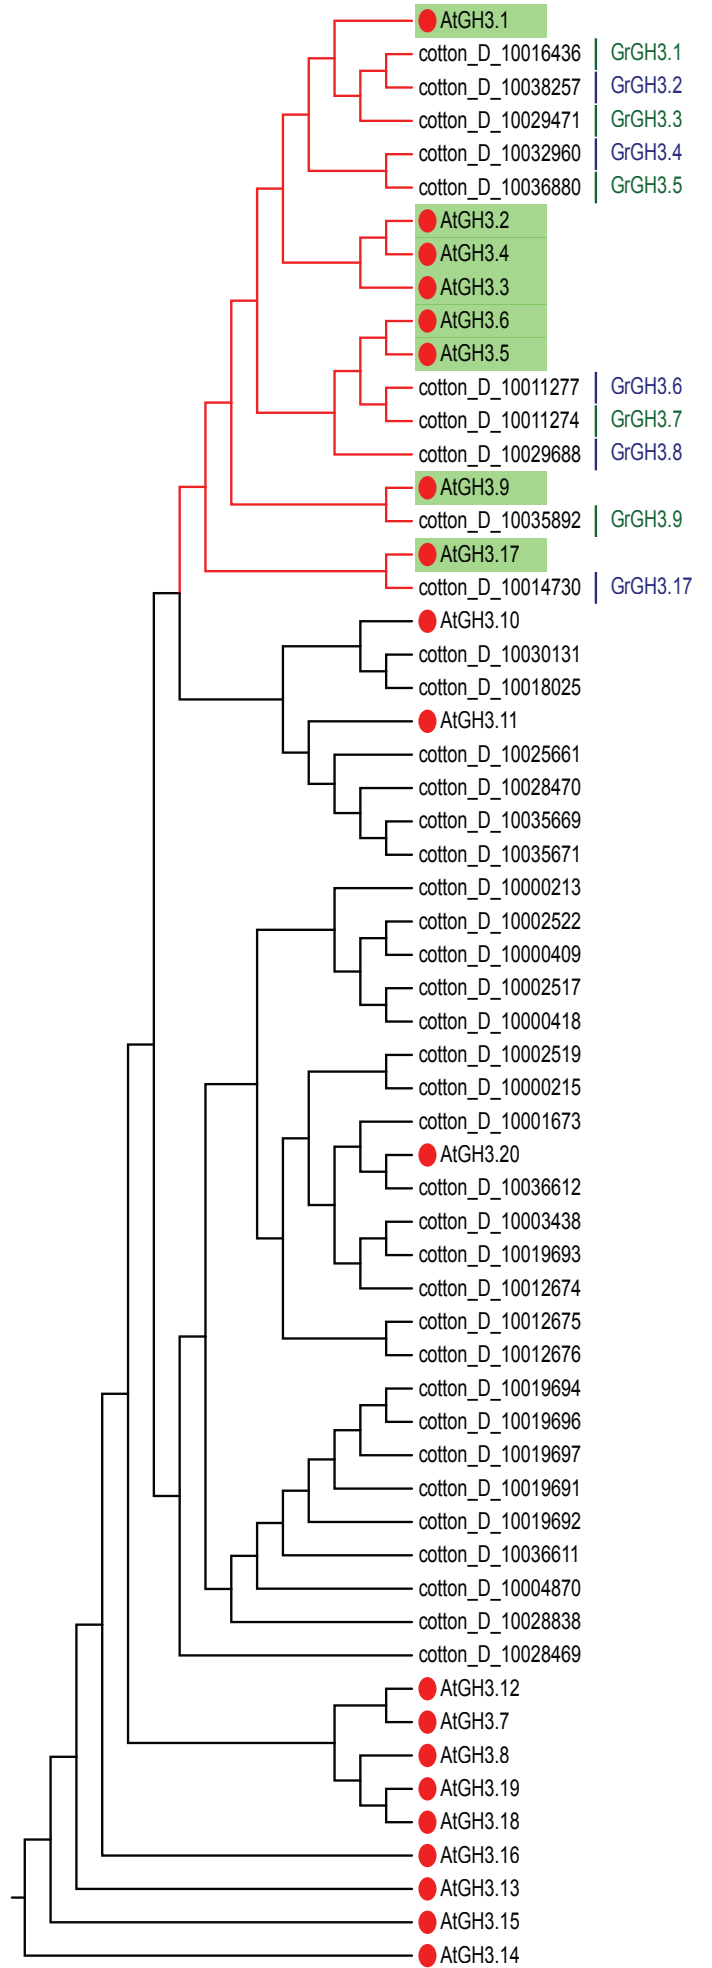 AtGH3.1
cotton_D_10016436 GrGH3.1
cotton_D_10038257 GrGH3.2
cotton_D_10029471 GrGH3.3
cotton_D_10032960 GrGH3.4
cotton_D_10036880 GrGH3.5
AtGH3.2
AtGH3.4
AtGH3.3
AtGH3.6
AtGH3.5
cotton_D_10011277 GrGH3.6
cotton_D_10011274 GrGH3.7
cotton_D_10029688 GrGH3.8
AtGH3.9
cotton_D_10035892 GrGH3.9
AtGH3.17
cotton_D_10014730 GrGH3.17
AtGH3.10
cotton_D_10030131
cotton_D_10018025
AtGH3.11
cotton_D_10025661
cotton_D_10028470
cotton_D_10035669
cotton_D_10035671
cotton_D_10000213
cotton_D_10002522
cotton_D_10000409
cotton_D_10002517
cotton_D_10000418
cotton_D_10002519
cotton_D_10000215
cotton_D_10001673
AtGH3.20
cotton_D_10036612
cotton_D_10003438
cotton_D_10019693
cotton_D_10012674
cotton_D_10012675
cotton_D_10012676
cotton_D_10019694
cotton_D_10019696
cotton_D_10019697
cotton_D_10019691
cotton_D_10019692
cotton_D_10036611
cotton_D_10004870
cotton_D_10028838
cotton_D_10028469
AtGH3.12
AtGH3.7
AtGH3.8
AtGH3.19
AtGH3.18
AtGH3.16
AtGH3.13
AtGH3.15
AtGH3.14